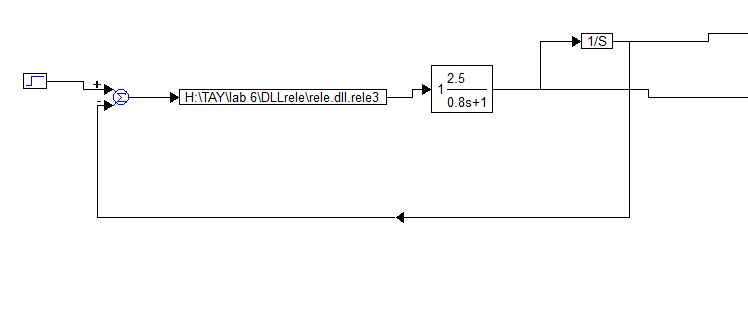 1/S
+
-
Σ
H:\TAY\lab 6\DLLrele\rele.dll.rele3
1
2.5
0.8s+1